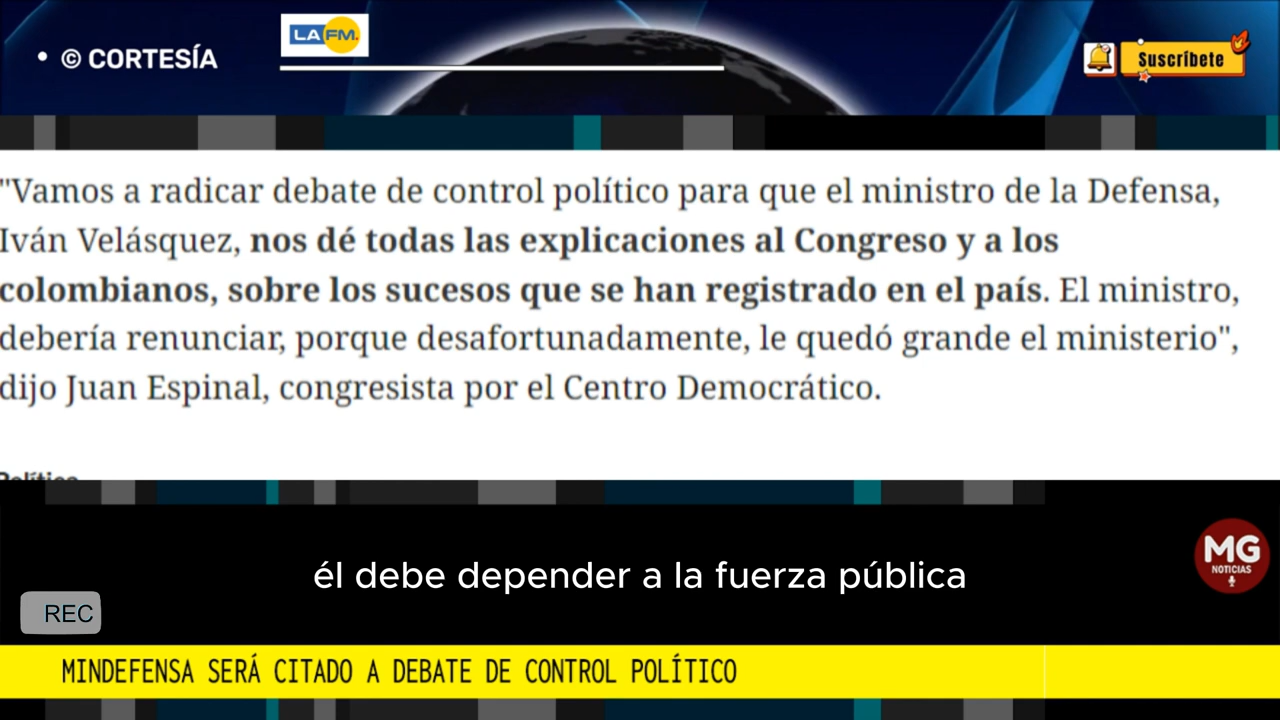 • © CORTESÍA
LA FM.
Suscríbete
"Vamos a radicar debate de control político para que el ministro de la Defensa,
Iván Velásquez, nos dé todas las explicaciones al Congreso y a los
colombianos, sobre los sucesos que se han registrado en el país. El ministro,
debería renunciar, porque desafortunadamente, le quedó grande el ministerio",
dijo Juan Espinal, congresista por el Centro Democrático.
Política
él debe depender a la fuerza pública
MG
NOTICIAS
REC
MINDEFENSA SERÁ CITADO A DEBATE DE CONTROL POLÍTICO